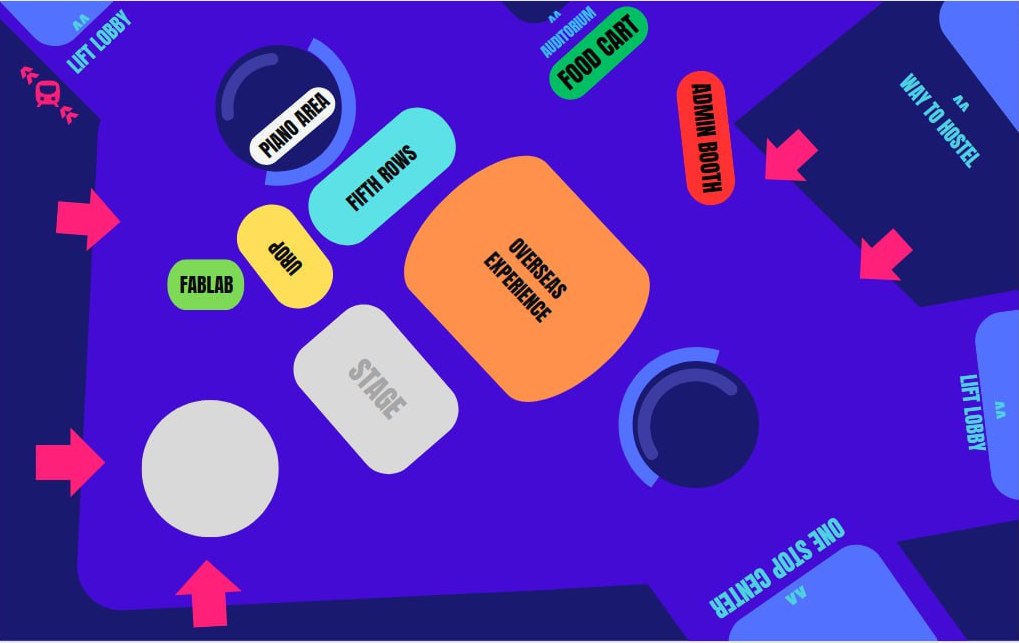 LIFT LOBBY
AUDITORIUM
FOOD CART
PIANO AREA
ADMIN BOOTH
WAY TO HOSTEL
FIFTH ROWS
UROP
FABLAB
OVERSEAS
EXPERIENCE
STAGE
LIFT LOBBY
ONE STOP CENTER